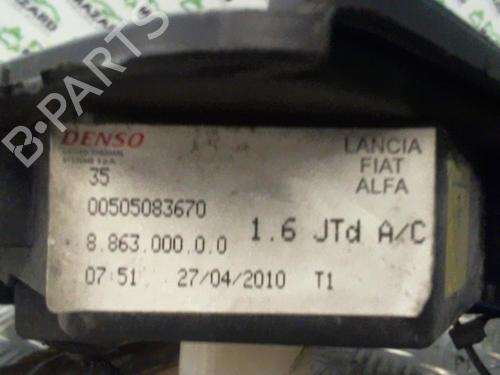 B-PARTS
DENSO
LANCIA
FIAT
ALFA
35
00505083670
8.863.000.0.0
1.6 JTd A/C
07:51 27/04/2010 T1